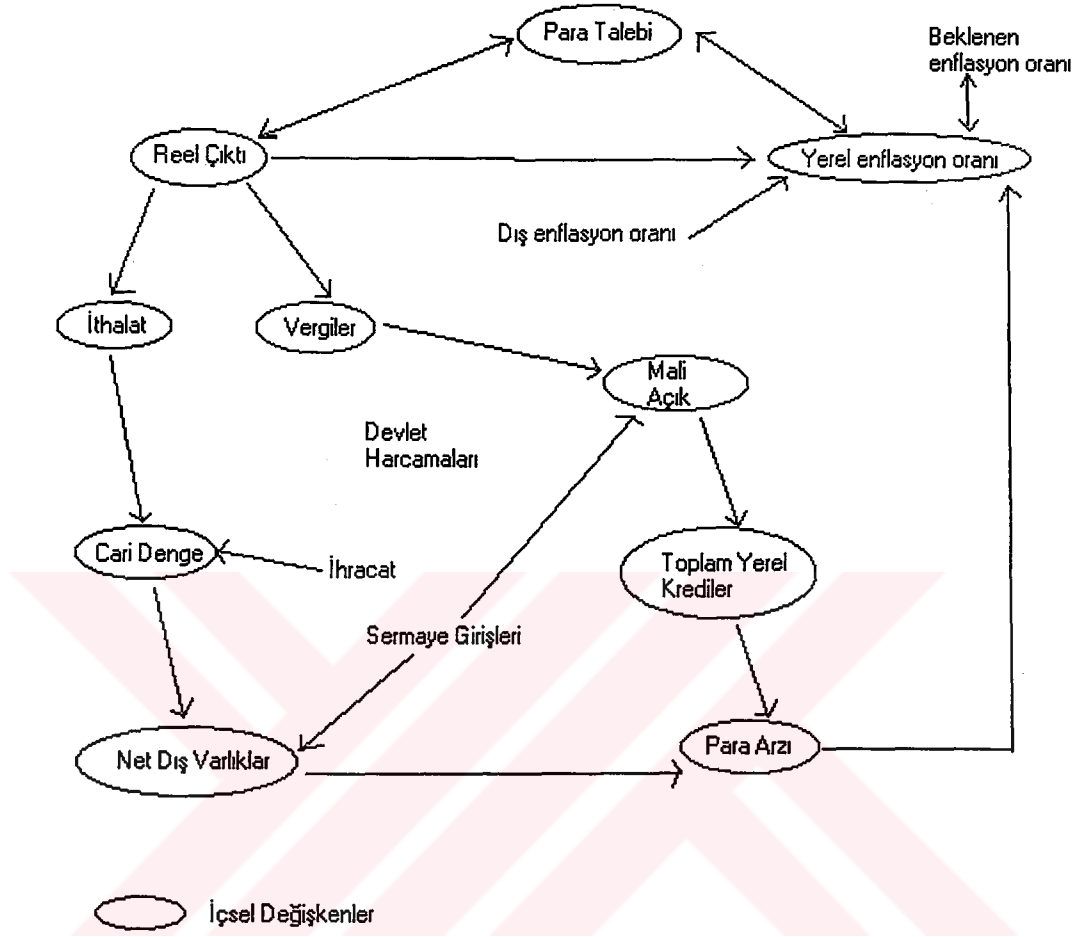 Para Talebi
Beklenen
enflasyon oranı
Reel Çıktı
Yerel enflasyon oranı
Dış enflasyon oranı
İthalat
Vergiler
Mali
Açık
Devlet
Harcamaları
Cari Denge
İhracat
Toplam Yerel
Krediler
Sermaye Girişleri
Net Dış Varlıklar
Para Arzı
İçsel Değişkenler